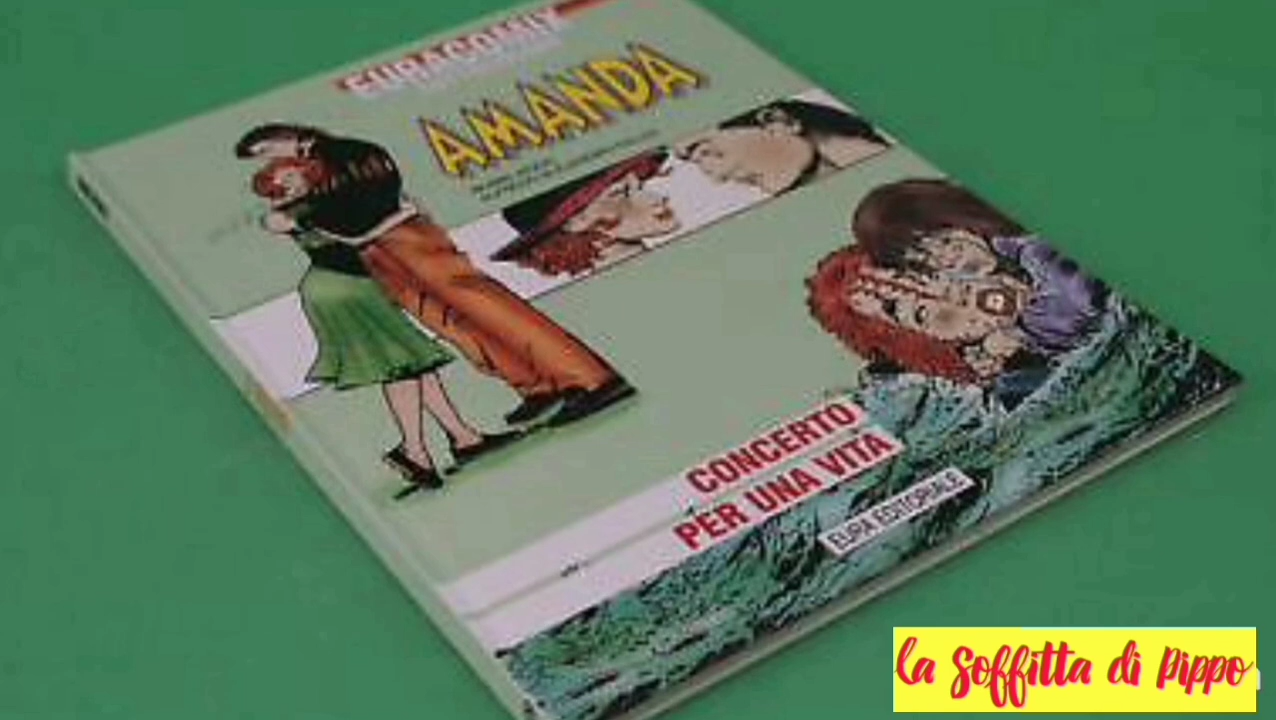 AMANDA
CONCERTO
PER UNA VITA
EURA EDITORIALE
la Soffitta di Pippo